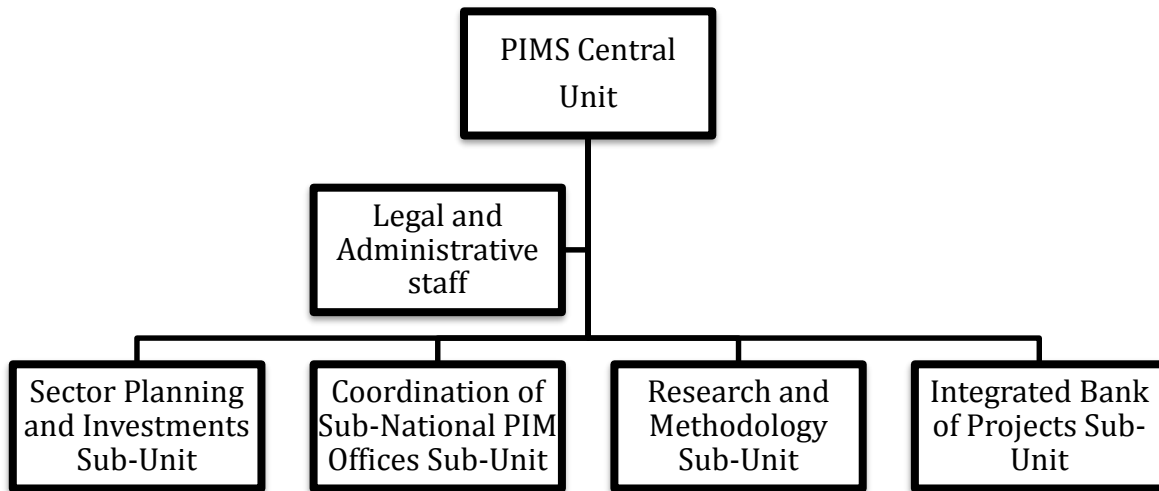 PIMS Central
Unit
Legal and
Administrative
staff
Sector Planning
and Investments
Sub-Unit
Coordination of
Sub-National PIM
Offices Sub-Unit
Research and
Methodology
Sub-Unit
Integrated Bank
of Projects Sub-
Unit